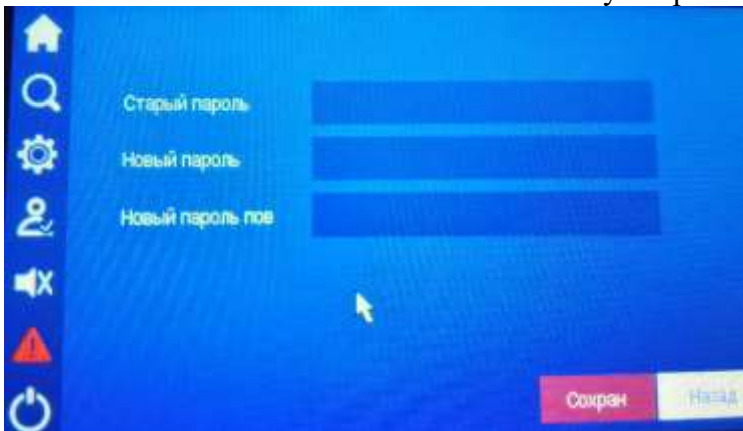 Старый пароль
Новый пароль
Новый пароль пов
Сохран
Назад